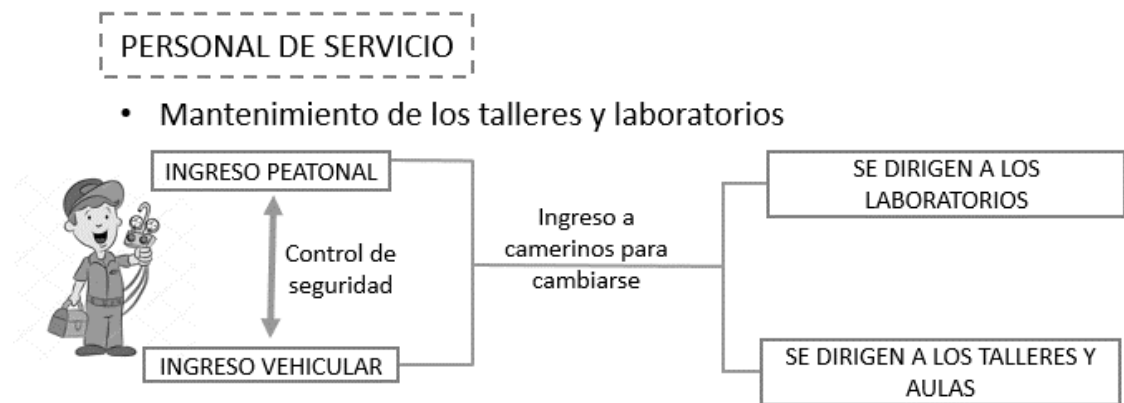 PERSONAL DE SERVICIO
• Mantenimiento de los talleres y laboratorios
INGRESO PEATONAL
Control de
seguridad
INGRESO VEHICULAR
Ingreso a
camerinos para
cambiarse
SE DIRIGEN A LOS
LABORATORIOS
SE DIRIGEN A LOS TALLERES Y
AULAS